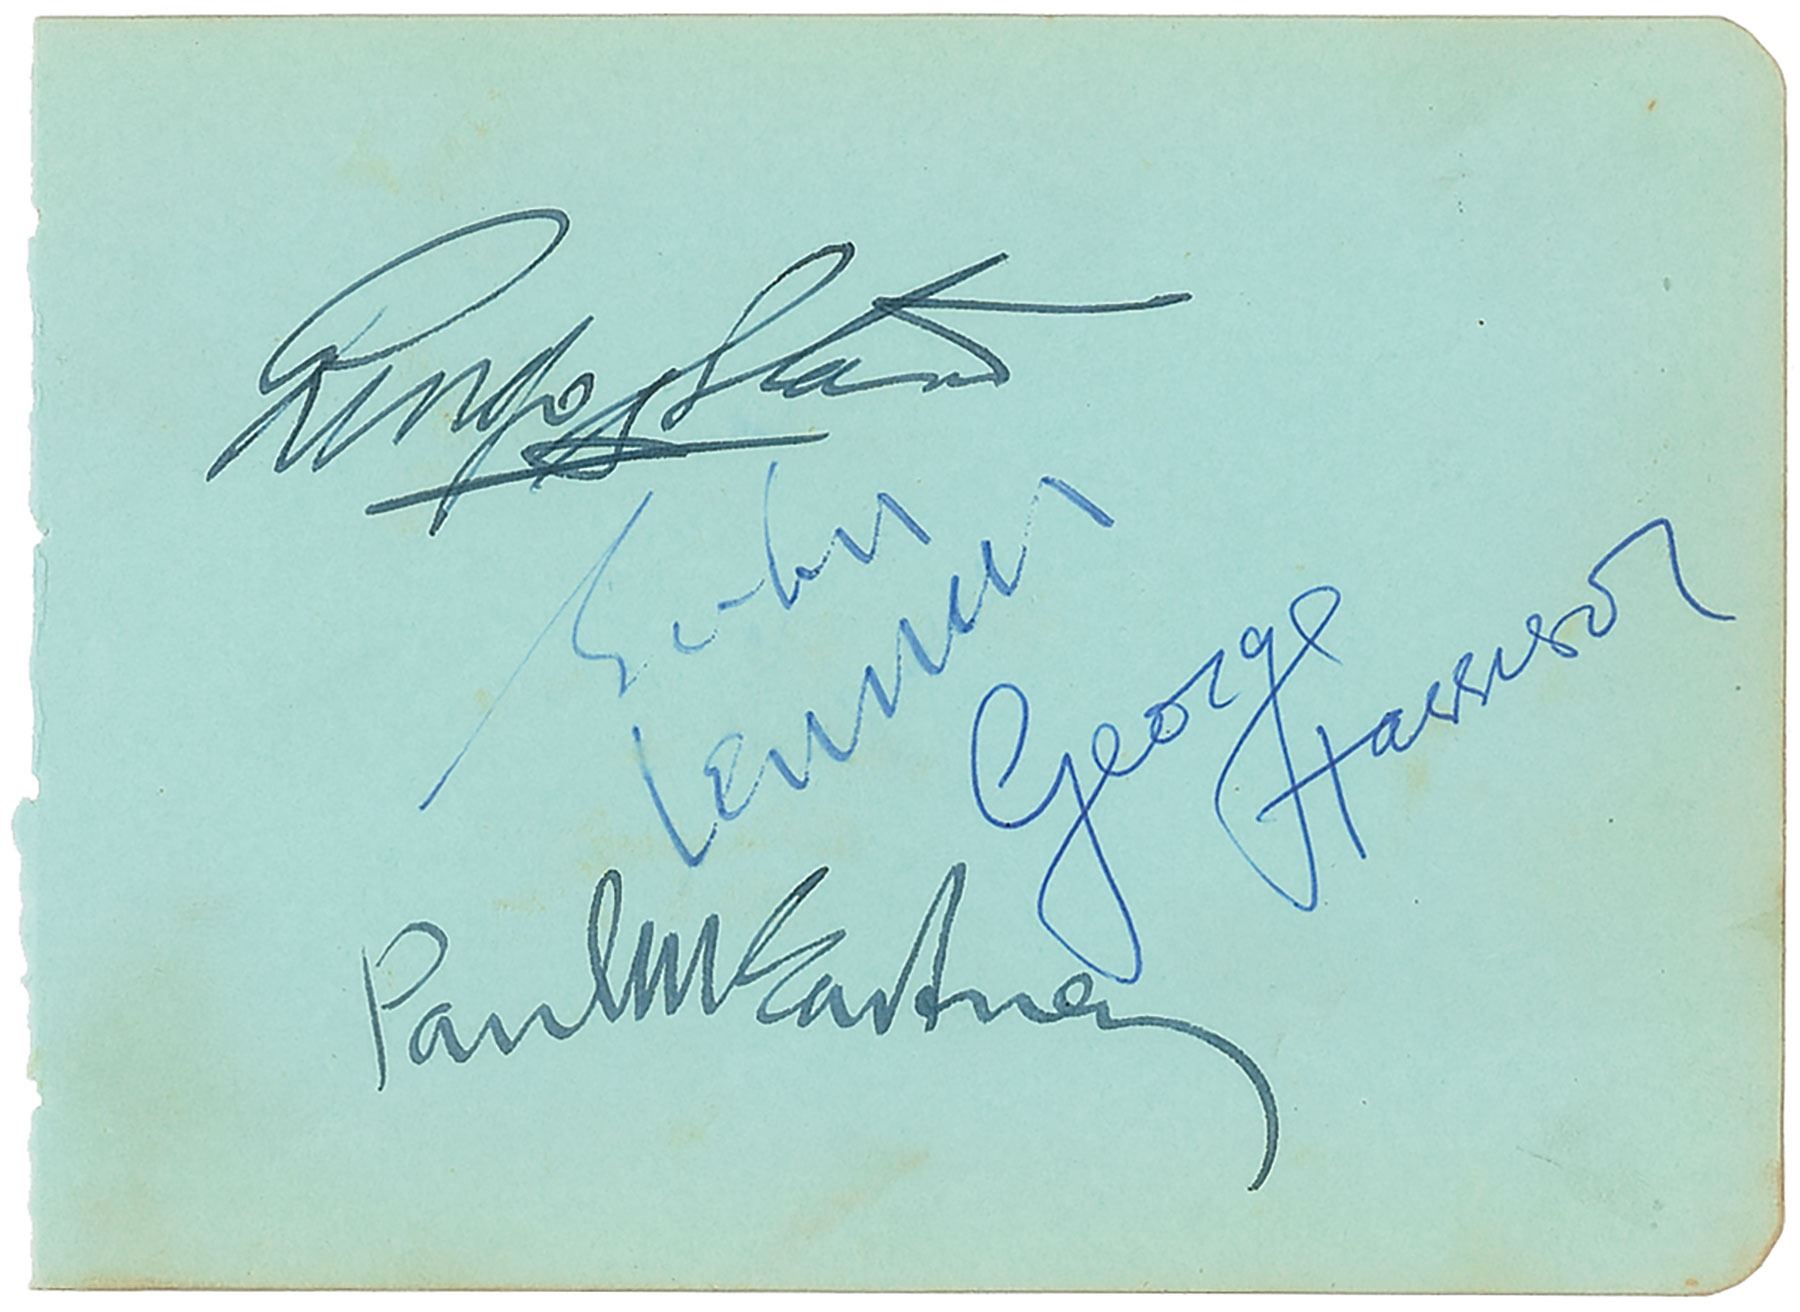 Ringo Starr
John
Lennon
George
Harrison
Paul McCartney